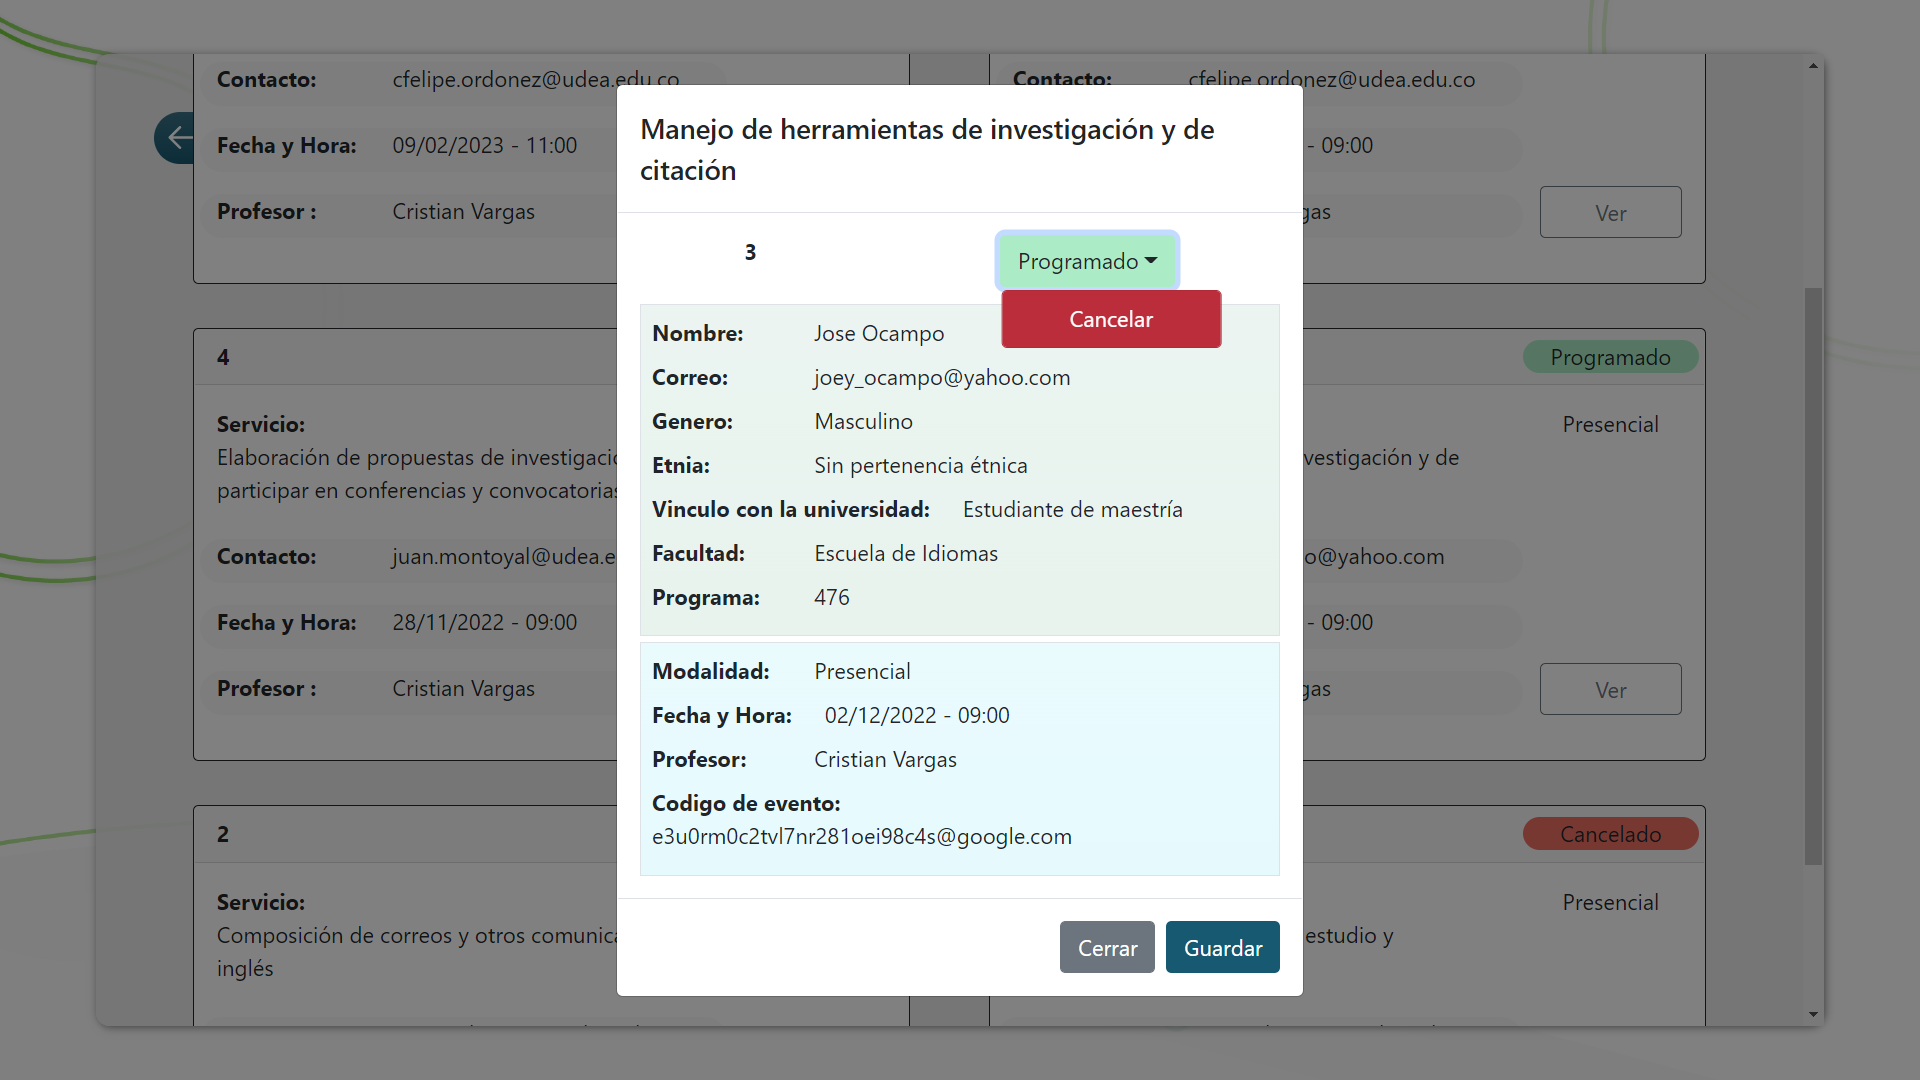 Contacto: cfelipe.ordonez@udea.edu.co
Fecha y Hora: 09/02/2023 - 11:00
Profesor : Cristian Vargas
Contacto: cfelipe.ordonez@udea.edu.co
- 09:00
gas
Ver
4
Servicio:
Elaboración de propuestas de investigació
participar en conferencias y convocatorias
Contacto: juan.montoyal@udea.e
Fecha y Hora: 28/11/2022 - 09:00
Profesor : Cristian Vargas
Programado
Presencial
vestigación y de
o@yahoo.com
- 09:00
gas
Ver
2
Servicio:
Composición de correos y otros comunica
inglés
Cancelado
Presencial
estudio y
Manejo de herramientas de investigación y de
citación
3
Programado
Cancelar
Nombre: Jose Ocampo
Correo: joey_ocampo@yahoo.com
Genero: Masculino
Etnia: Sin pertenencia étnica
Vinculo con la universidad: Estudiante de maestría
Facultad: Escuela de Idiomas
Programa: 476
Modalidad: Presencial
Fecha y Hora: 02/12/2022 - 09:00
Profesor: Cristian Vargas
Codigo de evento:
e3u0rm0c2tvl7nr281oei98c4s@google.com
Cerrar
Guardar